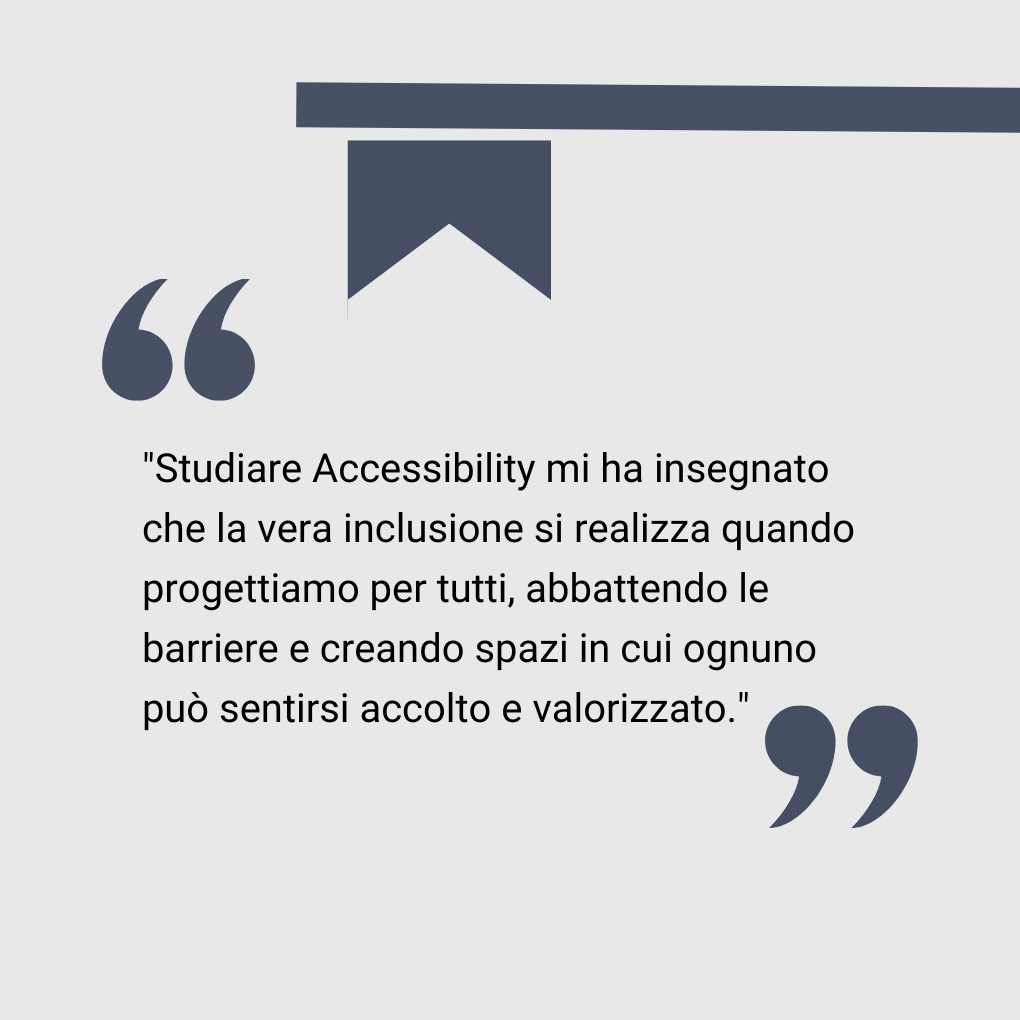 "Studiare Accessibility mi ha insegnato
che la vera inclusione si realizza quando
progettiamo per tutti, abbattendo le
barriere e creando spazi in cui ognuno
può sentirsi accolto e valorizzato."